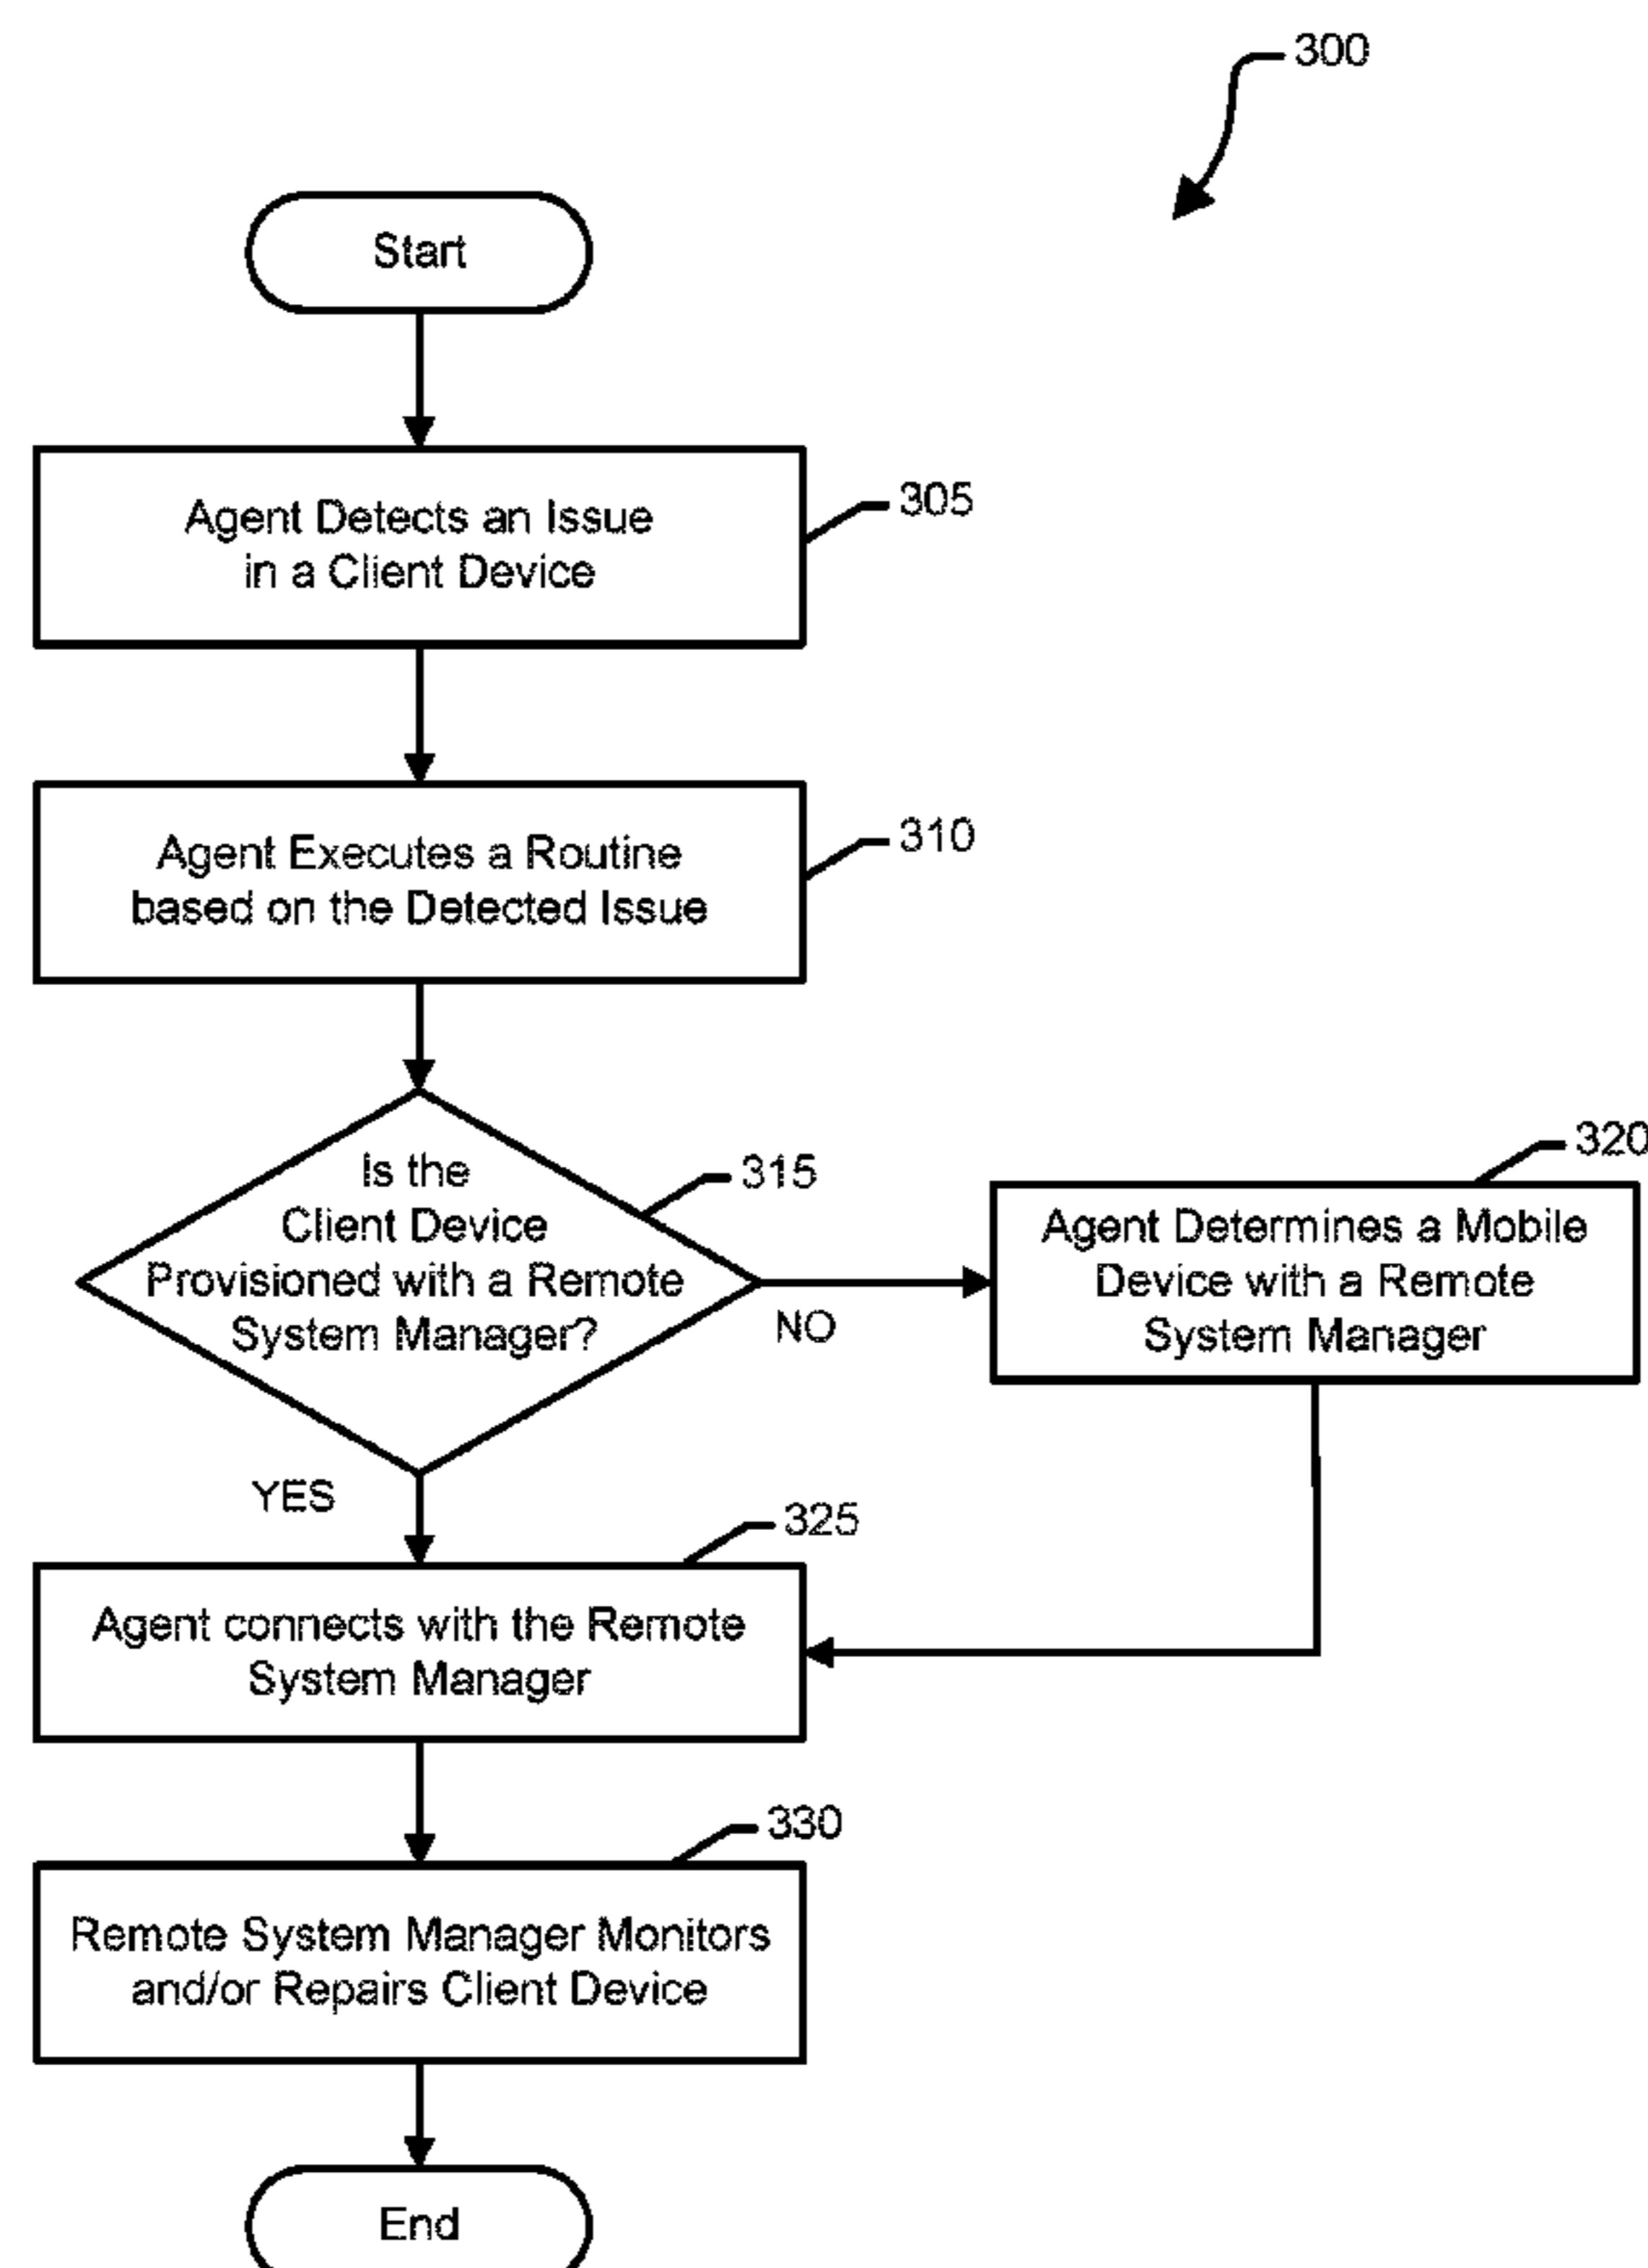 300
Start
Agent Detects an Issue
in a Client Device
305
Agent Executes a Routine
based on the Detected Issue
310
Is the
Client Device
Provisioned with a Remote
System Manager?
315
NO
320
Agent Determines a Mobile
Device with a Remote
System Manager
YES
325
Agent connects with the Remote
System Manager
330
Remote System Manager Monitors
and/or Repairs Client Device
End